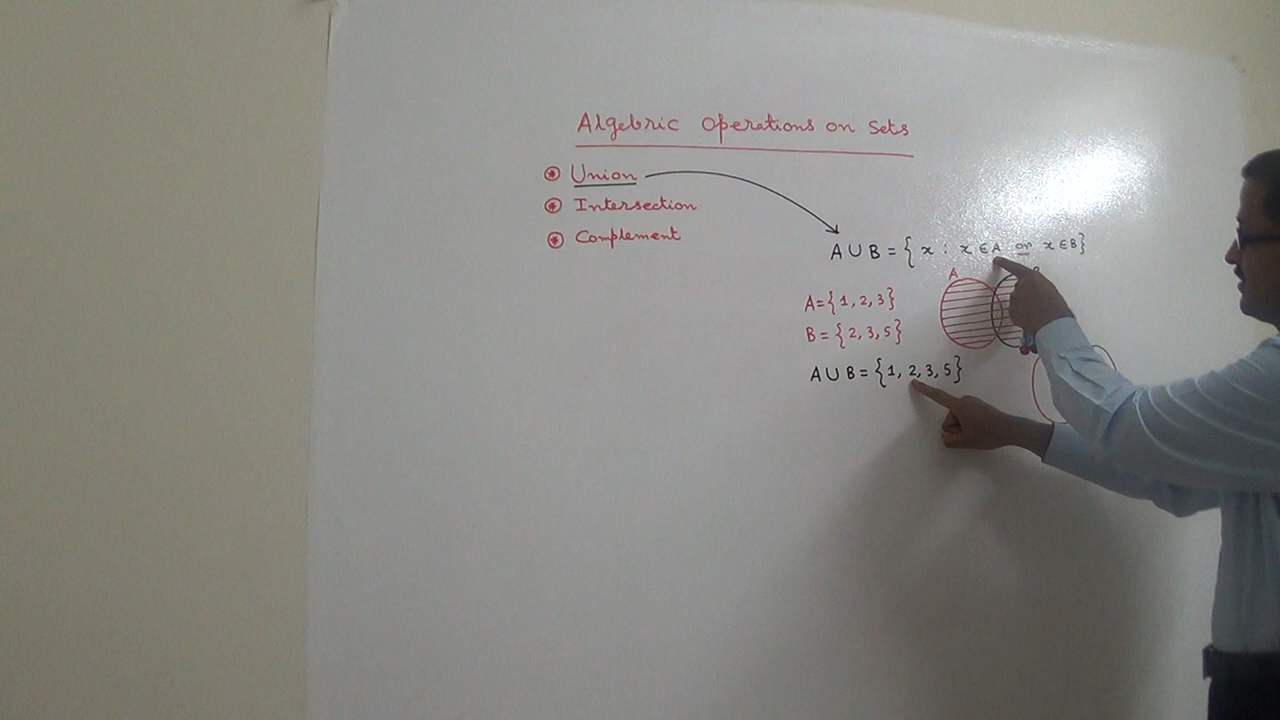 Algebric Operations on Sets
Union
Intersection
Complement
A ∪ B = { x : x ∈ A or x ∈ B}
A
A = {1, 2, 3}
B = {2, 3, 5}
A ∪ B = {1, 2, 3, 5}